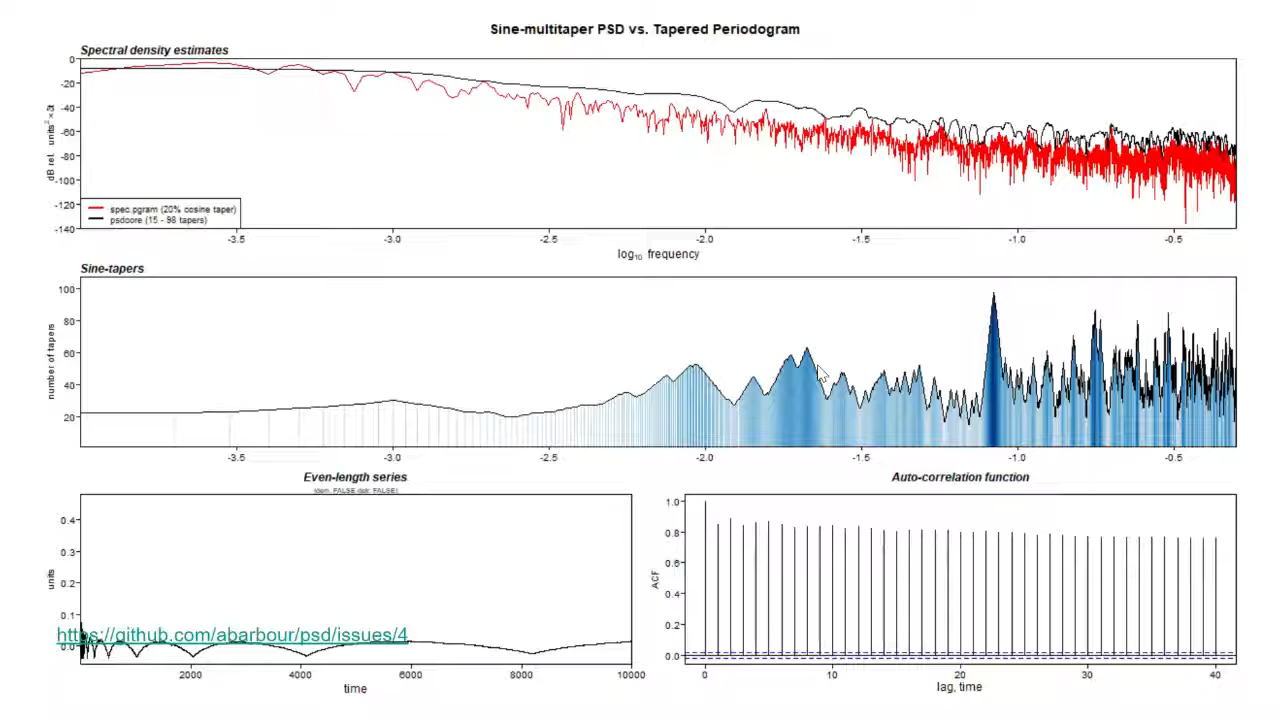 Sine-multitaper PSD vs. Tapered Periodogram
Spectral density estimates
0
-20
-40
-60
-80
-100
-120
-140
dB rel. units² × Δt
spec.pgram (20% cosine taper)
psdcore (15 - 98 tapers)
-3.5 -3.0 -2.5 -2.0 -1.5 -1.0 -0.5
log₁₀ frequency
Sine-tapers
100
80
60
40
20
number of tapers
-3.5 -3.0 -2.5 -2.0 -1.5 -1.0 -0.5
Even-length series
(dem. FALSE detr. FALSE)
0.4
0.3
0.2
0.1
0.0
units
https://github.com/abarbour/psd/issues/4
2000 4000 6000 8000 10000
time
Auto-correlation function
1.0
0.8
0.6
0.4
0.2
0.0
ACF
0 10 20 30 40
lag, time